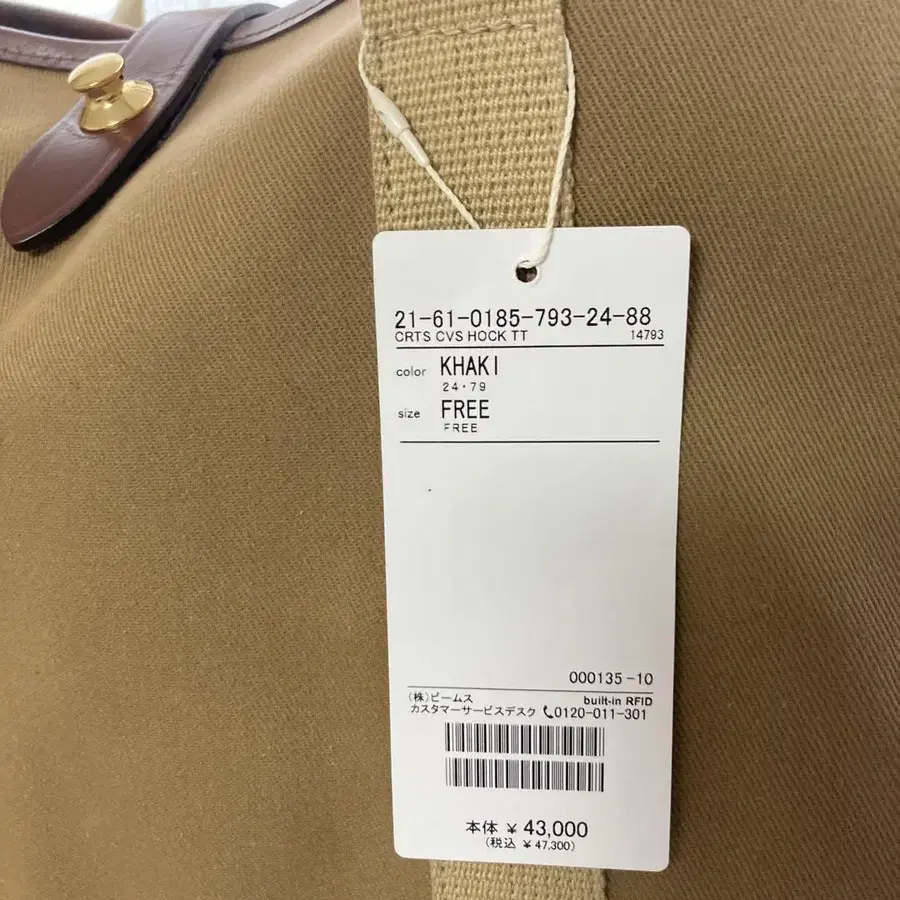 21-61-0185-793-24-88
CRTS CVS HOCK TT 14793
color KHAKI
24・79
size FREE
FREE
000135-10
(株)ビームス built-in RFID
カスタマーサービスデスク 0120-011-301
本体 ¥ 43,000
(税込 ¥ 47,300)